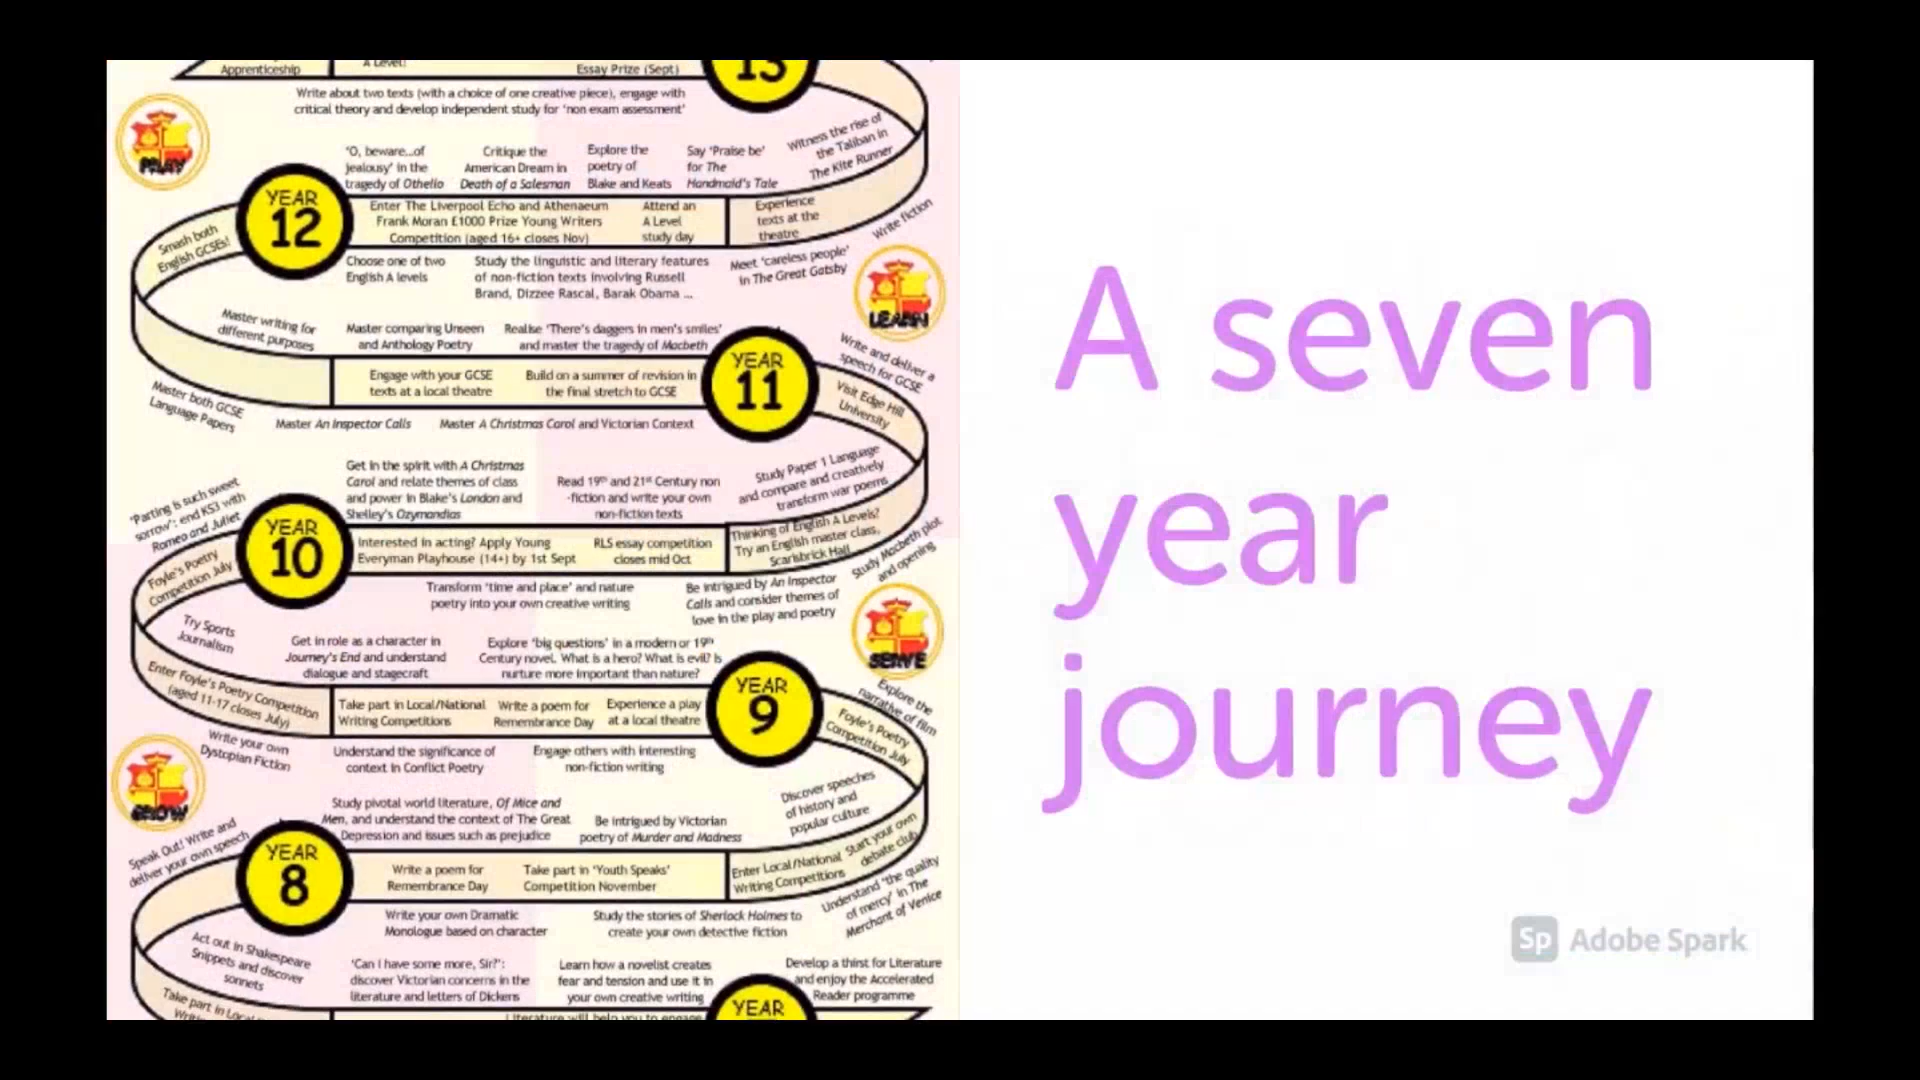 Apprenticeship
A Level!
Essay Prize (Sept)
13
Write about two texts (with a choice of one creative piece), engage with
critical theory and develop independent study for 'non exam assessment'
PRAY
'O, beware...of
jealousy' in the
tragedy of Othello
Critique the
American Dream in
Death of a Salesman
Explore the
poetry of
Blake and Keats
Say 'Praise be'
for The
Handmaid's Tale
Witness the rise of
the Taliban in
The Kite Runner
YEAR
12
Enter The Liverpool Echo and Athenaeum
Frank Moran £1000 Prize Young Writers
Competition (aged 16+ closes Nov)
Attend an
A Level
study day
Experience
texts at the
theatre
Write fiction
Smash both
English GCSEs!
Choose one of two
English A levels
Study the linguistic and literary features
of non-fiction texts involving Russell
Brand, Dizzee Rascal, Barak Obama ...
Meet 'careless people'
in The Great Gatsby
LEARN
Master writing for
different purposes
Master comparing Unseen
and Anthology Poetry
Realise 'There's daggers in men's smiles'
and master the tragedy of Macbeth
YEAR
11
Write and deliver a
speech for GCSE
Engage with your GCSE
texts at a local theatre
Build on a summer of revision in
the final stretch to GCSE
Visit Edge Hill
University
Master both GCSE
Language Papers
Master An Inspector Calls
Master A Christmas Carol and Victorian Context
Get in the spirit with A Christmas
Carol and relate themes of class
and power in Blake's London and
Shelley's Ozymandias
Read 19th and 21st Century non
-fiction and write your own
non-fiction texts
Study Paper 1 Language
and compare and creatively
transform war poems
'Parting is such sweet
sorrow': end KS3 with
Romeo and Juliet
YEAR
10
Interested in acting? Apply Young
Everyman Playhouse (14+) by 1st Sept
RLS essay competition
closes mid Oct
Thinking of English A Levels?
Try an English master class,
Scarisbrick Hall
Study Macbeth plot
and opening
Foyle's Poetry
Competition July
Transform 'time and place' and nature
poetry into your own creative writing
Be intrigued by An Inspector
Calls and consider themes of
love in the play and poetry
SERVE
Try Sports
Journalism
Get in role as a character in
Journey's End and understand
dialogue and stagecraft
Explore 'big questions' in a modern or 19th
Century novel. What is a hero? What is evil? Is
nurture more important than nature?
YEAR
9
Explore the
narrative of film
Enter Foyle's Poetry Competition
(aged 11-17 closes July)
Take part in Local/National
Writing Competitions
Write a poem for
Remembrance Day
Experience a play
at a local theatre
Foyle's Poetry
Competition July
Write your own
Dystopian Fiction
Understand the significance of
context in Conflict Poetry
Engage others with interesting
non-fiction writing
GROW
Study pivotal world literature, Of Mice and
Men, and understand the context of The Great
Depression and issues such as prejudice
Be intrigued by Victorian
poetry of Murder and Madness
Discover speeches
of history and
popular culture
Speak Out! Write and
deliver your own speech
YEAR
8
Write a poem for
Remembrance Day
Take part in 'Youth Speaks'
Competition November
Enter Local/National
Writing Competitions
Start your own
debate club
Understand 'the quality
of mercy' in The
Merchant of Venice
Write your own Dramatic
Monologue based on character
Study the stories of Sherlock Holmes to
create your own detective fiction
Act out in Shakespeare
Snippets and discover
sonnets
'Can I have some more, Sir?':
discover Victorian concerns in the
literature and letters of Dickens
Learn how a novelist creates
fear and tension and use it in
your own creative writing
Develop a thirst for Literature
and enjoy the Accelerated
Reader programme
Take part in Local
YEAR
Literature will help you to engage
A seven
year
journey
Sp Adobe Spark